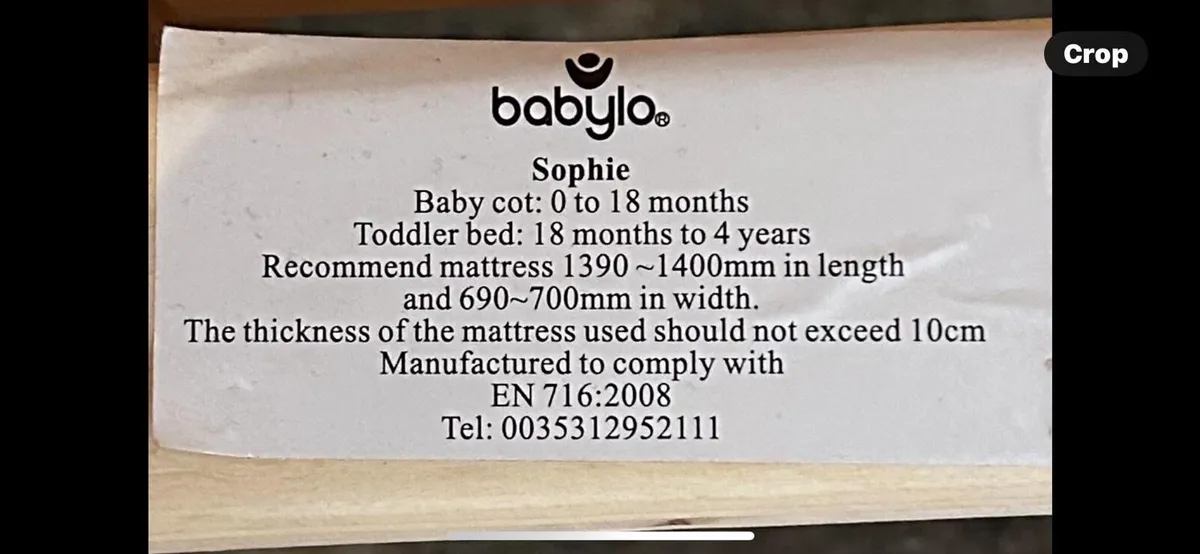 Crop
babylo®
Sophie
Baby cot: 0 to 18 months
Toddler bed: 18 months to 4 years
Recommend mattress 1390 ~1400mm in length
and 690~700mm in width.
The thickness of the mattress used should not exceed 10cm
Manufactured to comply with
EN 716:2008
Tel: 0035312952111